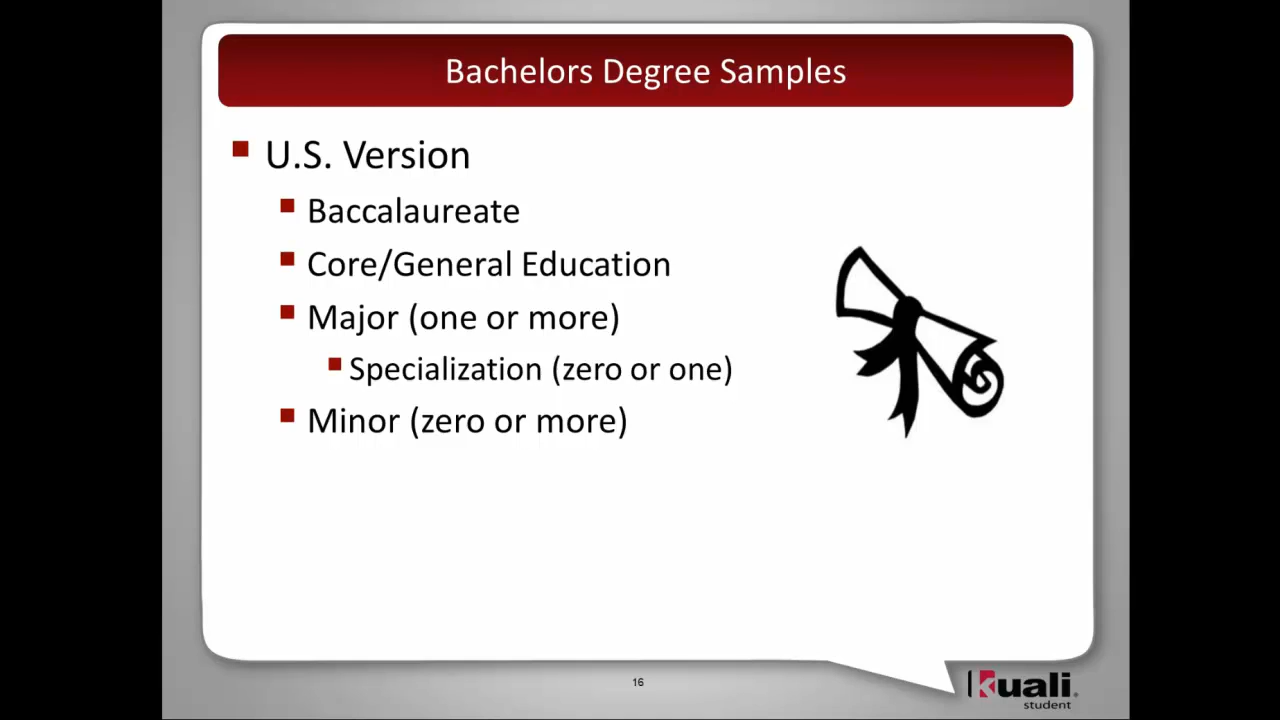 Bachelors Degree Samples
U.S. Version
Baccalaureate
Core/General Education
Major (one or more)
Specialization (zero or one)
Minor (zero or more)
16
Kuali
student